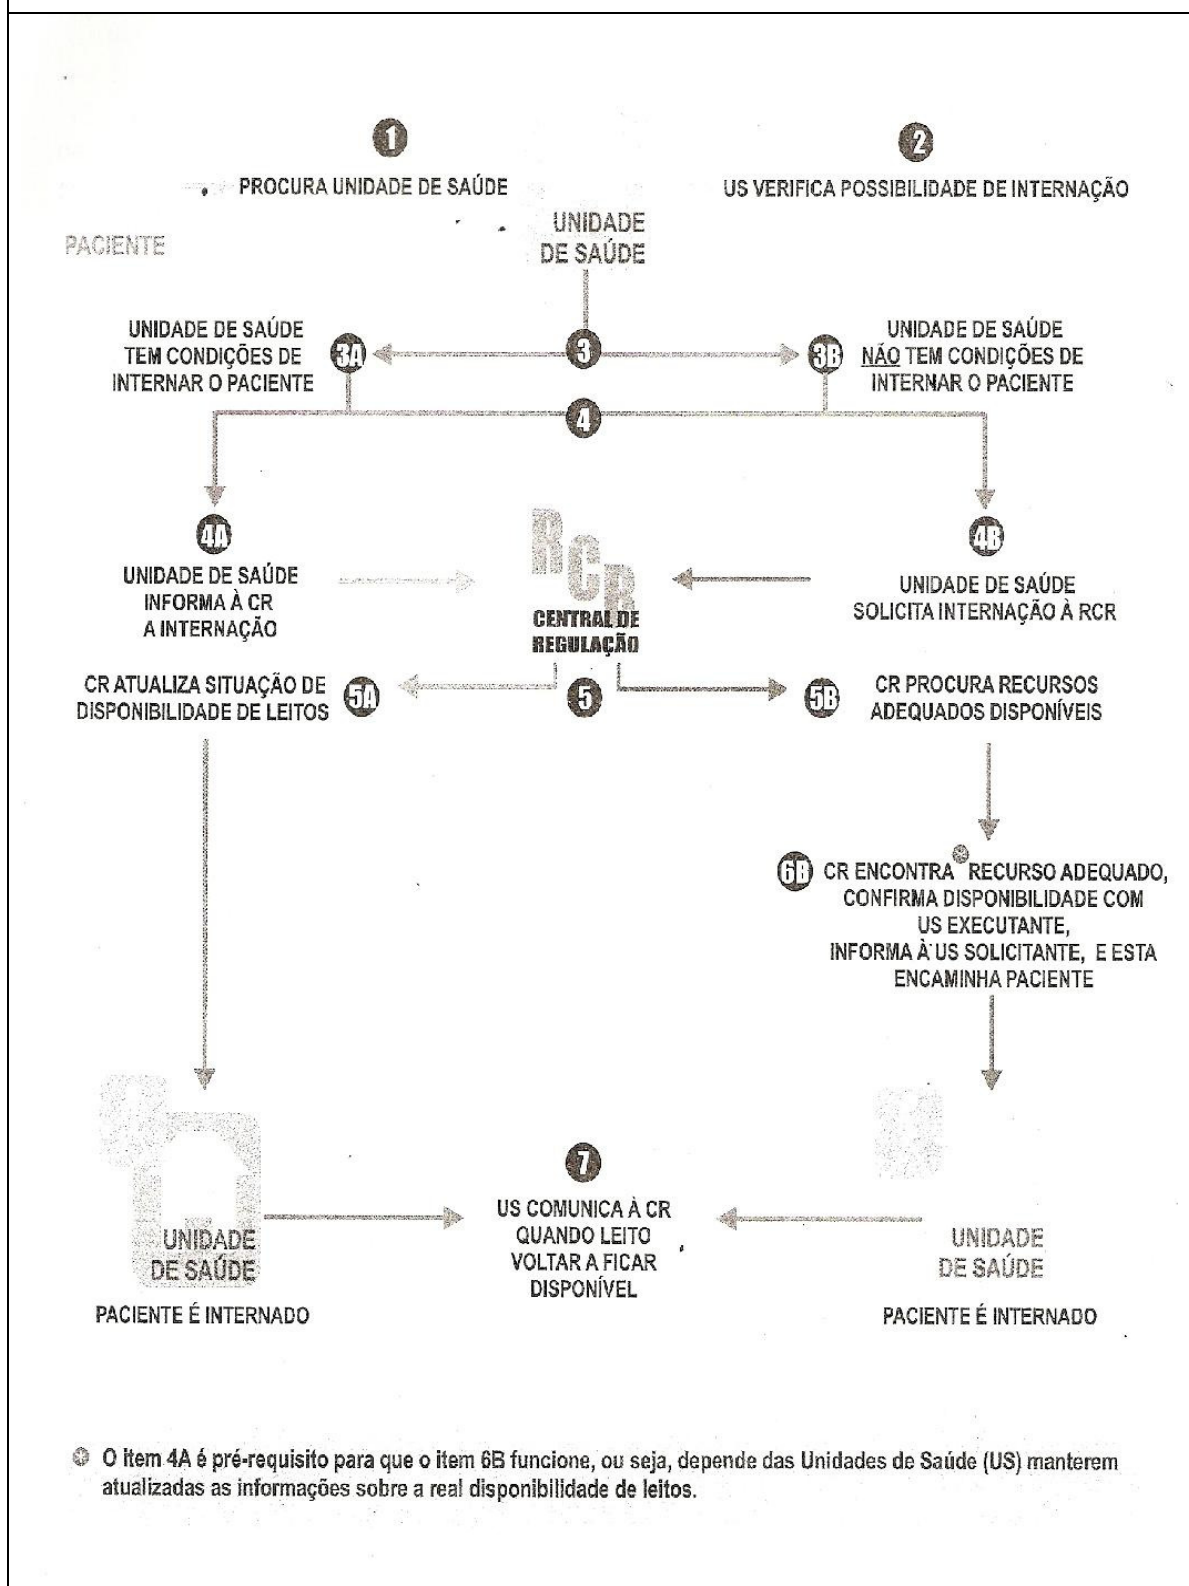 1
PROCURA UNIDADE DE SAÚDE
2
US VERIFICA POSSIBILIDADE DE INTERNAÇÃO
PACIENTE
UNIDADE
DE SAÚDE
UNIDADE DE SAÚDE
TEM CONDIÇÕES DE
INTERNAR O PACIENTE
3A
3
3B
UNIDADE DE SAÚDE
NÃO TEM CONDIÇÕES DE
INTERNAR O PACIENTE
4
4A
UNIDADE DE SAÚDE
INFORMA À CR
A INTERNAÇÃO
RCR
CENTRAL DE
REGULAÇÃO
4B
UNIDADE DE SAÚDE
SOLICITA INTERNAÇÃO À RCR
CR ATUALIZA SITUAÇÃO DE
DISPONIBILIDADE DE LEITOS
5A
5
5B
CR PROCURA RECURSOS
ADEQUADOS DISPONÍVEIS
6B
CR ENCONTRA RECURSO ADEQUADO,
CONFIRMA DISPONIBILIDADE COM
US EXECUTANTE,
INFORMA À US SOLICITANTE, E ESTA
ENCAMINHA PACIENTE
UNIDADE
DE SAÚDE
PACIENTE É INTERNADO
7
US COMUNICA À CR
QUANDO LEITO
VOLTAR A FICAR
DISPONÍVEL
UNIDADE
DE SAÚDE
PACIENTE É INTERNADO
O item 4A é pré-requisito para que o item 6B funcione, ou seja, depende das Unidades de Saúde (US) manterem
atualizadas as informações sobre a real disponibilidade de leitos.